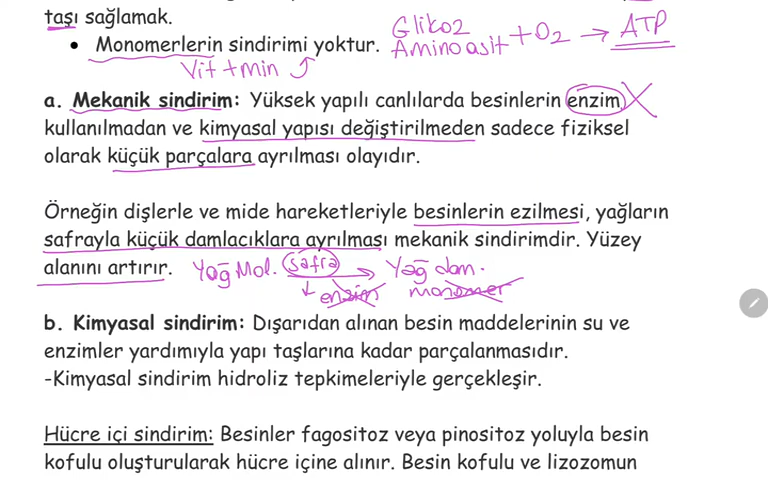 taşı sağlamak.
Glikoz
Aminoasit + O2 → ATP
• Monomerlerin sindirimi yoktur.
Vit + min
a. Mekanik sindirim: Yüksek yapılı canlılarda besinlerin enzim
kullanılmadan ve kimyasal yapısı değiştirilmeden sadece fiziksel
olarak küçük parçalara ayrılması olayıdır.
Örneğin dişlerle ve mide hareketleriyle besinlerin ezilmesi, yağların
safrayla küçük damlacıklara ayrılması mekanik sindirimdir. Yüzey
alanını artırır.
Yağ Mol. safra → Yağ dam.
↓ enzim monomer
b. Kimyasal sindirim: Dışarıdan alınan besin maddelerinin su ve
enzimler yardımıyla yapı taşlarına kadar parçalanmasıdır.
-Kimyasal sindirim hidroliz tepkimeleriyle gerçekleşir.
Hücre içi sindirim: Besinler fagositoz veya pinositoz yoluyla besin
kofulu oluşturularak hücre içine alınır. Besin kofulu ve lizozomun